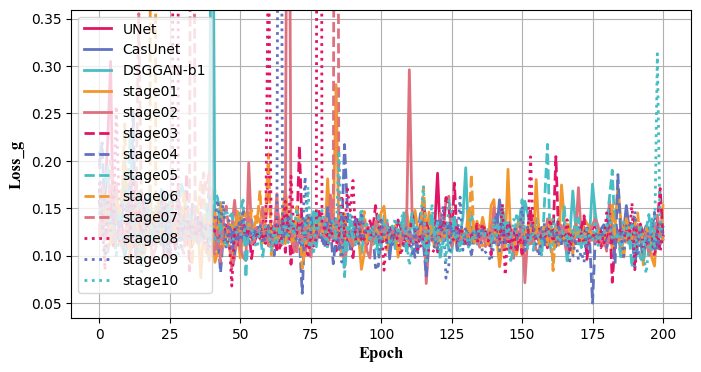 0.35
0.30
0.25
0.20
0.15
0.10
0.05
Loss_g
UNet
CasUnet
DSGGAN-b1
stage01
stage02
stage03
stage04
stage05
stage06
stage07
stage08
stage09
stage10
0 25 50 75 100 125 150 175 200
Epoch